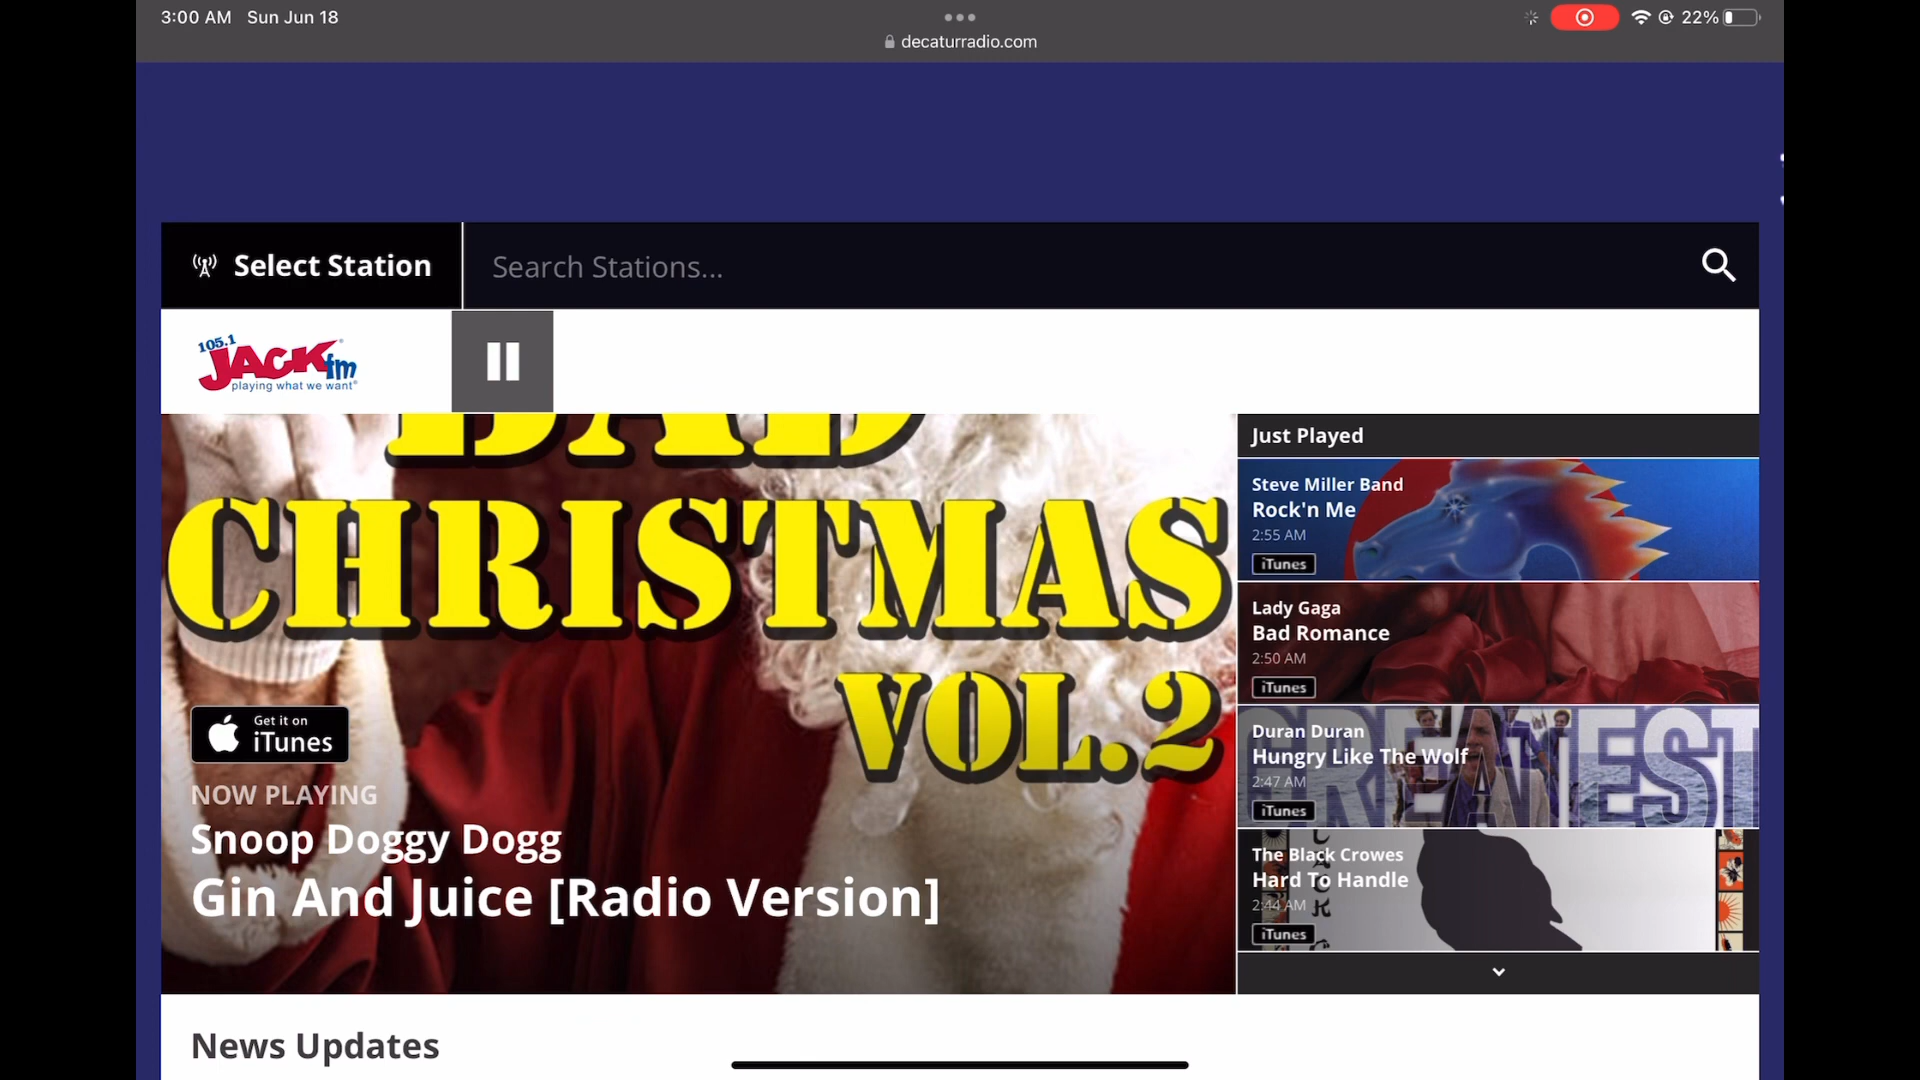 3:00 AM Sun Jun 18
decaturradio.com
22%
Select Station
Search Stations...
105.1
JACK fm
playing what we want
BAD
CHRISTMAS
VOL.2
Get it on
iTunes
NOW PLAYING
Snoop Doggy Dogg
Gin And Juice [Radio Version]
Just Played
Steve Miller Band
Rock'n Me
2:55 AM
iTunes
Lady Gaga
Bad Romance
2:50 AM
iTunes
GREATEST
Duran Duran
Hungry Like The Wolf
2:47 AM
iTunes
The Black Crowes
Hard To Handle
2:44 AM
iTunes
News Updates